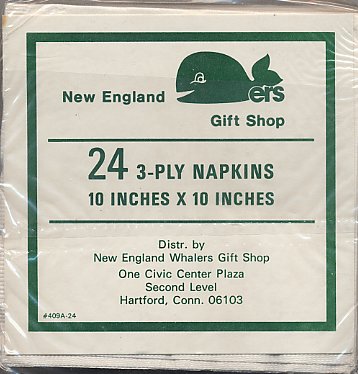 New England ers
Gift Shop
24 3-PLY NAPKINS
10 INCHES X 10 INCHES
Distr. by
New England Whalers Gift Shop
One Civic Center Plaza
Second Level
Hartford, Conn. 06103
#409A-24